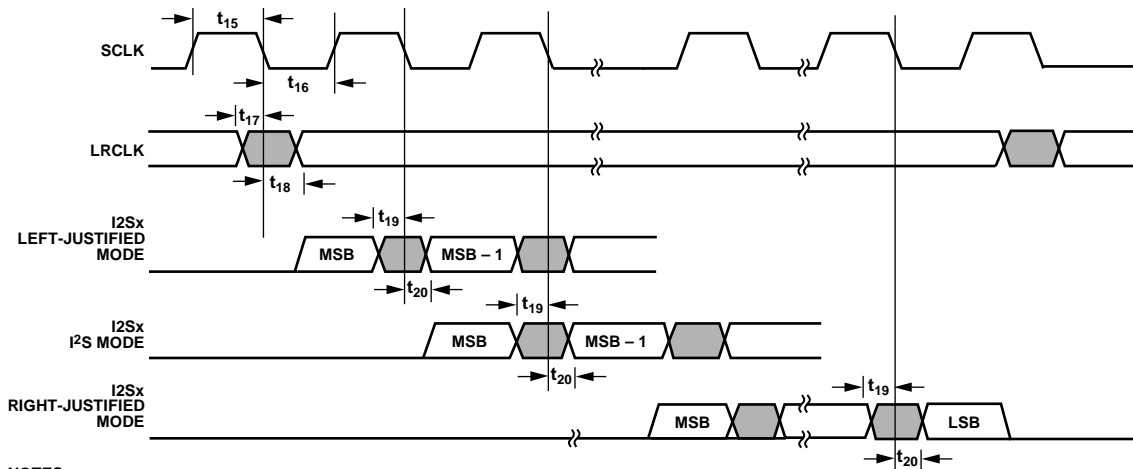 t15
SCLK
t16
t17
LRCLK
t18
I2Sx
LEFT-JUSTIFIED
MODE
t19
MSB
MSB – 1
t20
I2Sx
I²S MODE
t19
MSB
MSB – 1
t20
I2Sx
RIGHT-JUSTIFIED
MODE
t19
MSB
LSB
t20
NOTES